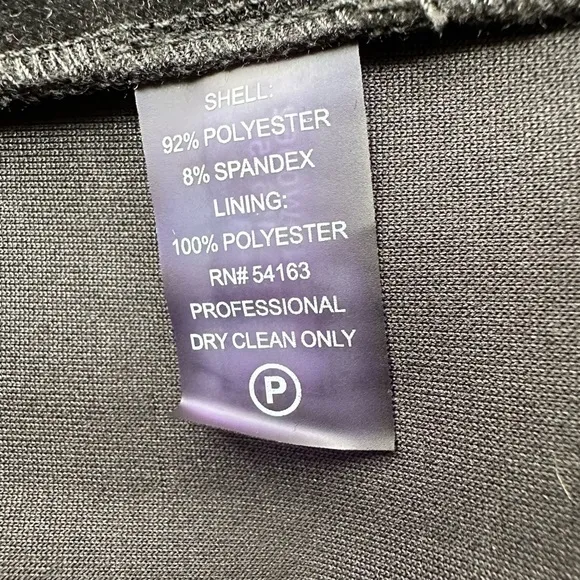 SHELL:
92% POLYESTER
8% SPANDEX
LINING:
100% POLYESTER
RN# 54163
PROFESSIONAL
DRY CLEAN ONLY
P